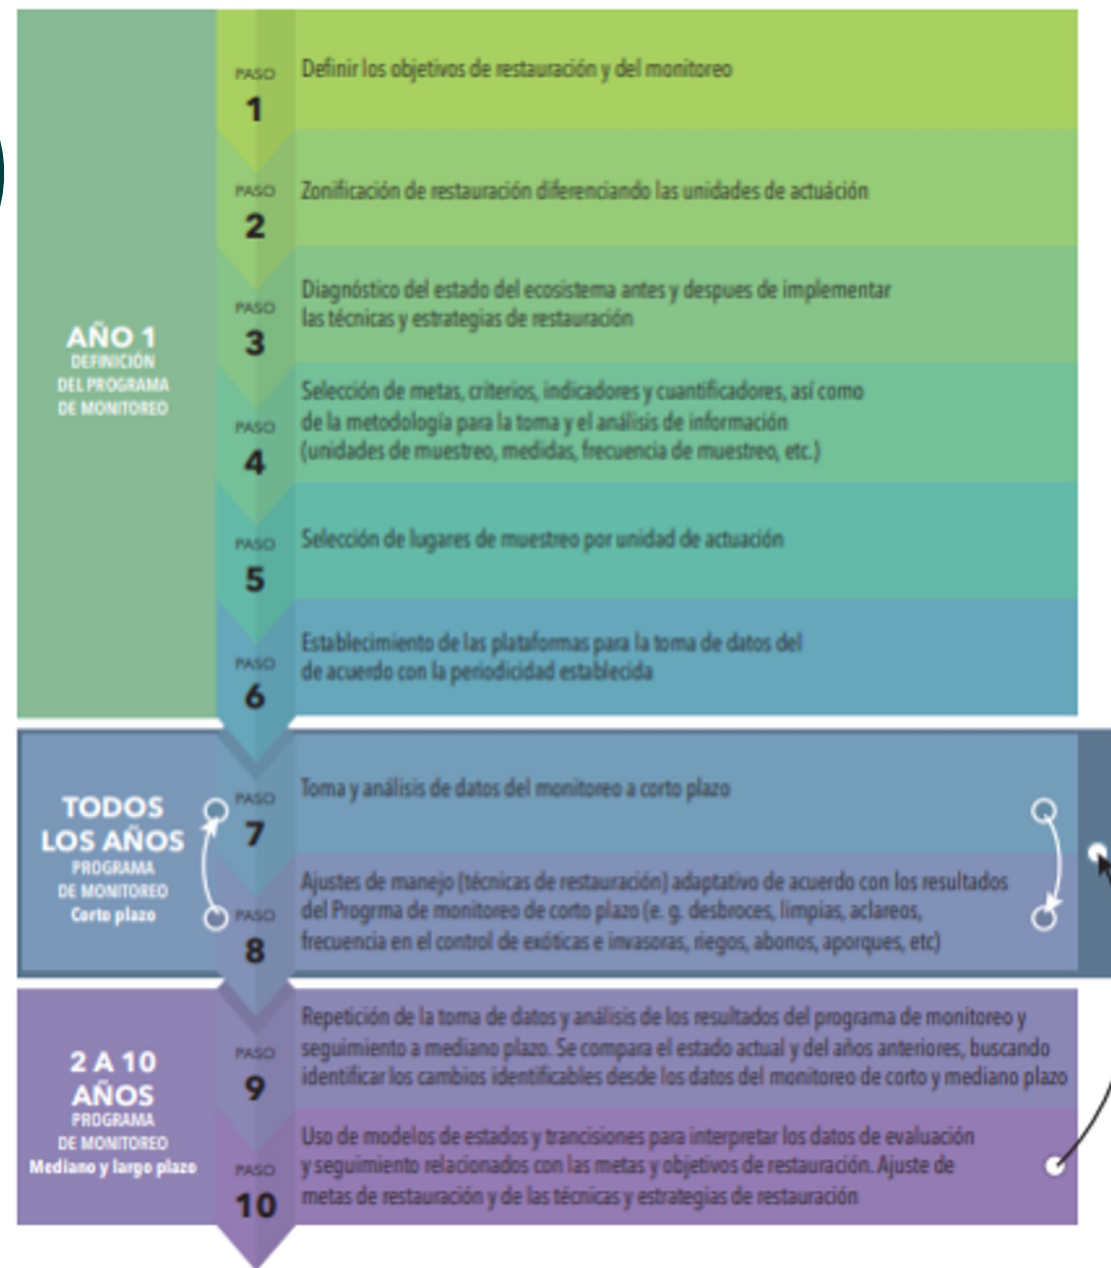 PASO
1
Definir los objetivos de restauración y del monitoreo
PASO
2
Zonificación de restauración diferenciando las unidades de actuáción
AÑO 1
DEFINICIÓN
DEL PROGRAMA
DE MONITOREO
PASO
3
Diagnóstico del estado del ecosistema antes y despues de implementar
las técnicas y estrategias de restauración
PASO
4
Selección de metas, criterios, indicadores y cuantificadores, así como
de la metodología para la toma y el análisis de información
(unidades de muestreo, medidas, frecuencia de muestreo, etc.)
PASO
5
Selección de lugares de muestreo por unidad de actuación
PASO
6
Establecimiento de las plataformas para la toma de datos del
de acuerdo con la periodicidad establecida
TODOS
LOS AÑOS
PROGRAMA
DE MONITOREO
Corto plazo
PASO
7
Toma y análisis de datos del monitoreo a corto plazo
PASO
8
Ajustes de manejo (técnicas de restauración) adaptativo de acuerdo con los resultados
del Progrma de monitoreo de corto plazo (e. g. desbroces, limpias, aclareos,
frecuencia en el control de exóticas e invasoras, riegos, abonos, aporques, etc)
2 A 10
AÑOS
PROGRAMA
DE MONITOREO
Mediano y largo plazo
PASO
9
Repetición de la toma de datos y análisis de los resultados del programa de monitoreo y
seguimiento a mediano plazo. Se compara el estado actual y del años anteriores, buscando
identificar los cambios identificables desde los datos del monitoreo de corto y mediano plazo
PASO
10
Uso de modelos de estados y trancisiones para interpretar los datos de evaluación
y seguimiento relacionados con las metas y objetivos de restauración. Ajuste de
metas de restauración y de las técnicas y estrategias de restauración